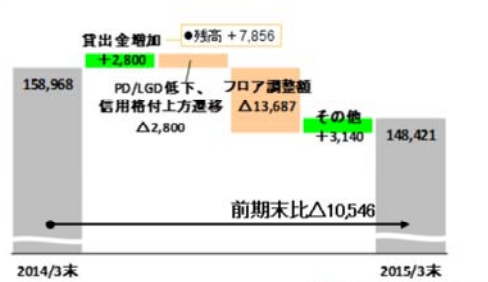 貸出金増加
●残高 +7,856
+2,800
158,968
PD/LGD低下、
信用格付上方遷移
△2,800
フロア調整額
△13,687
その他
+3,140
148,421
前期末比△10,546
2014/3末
2015/3末